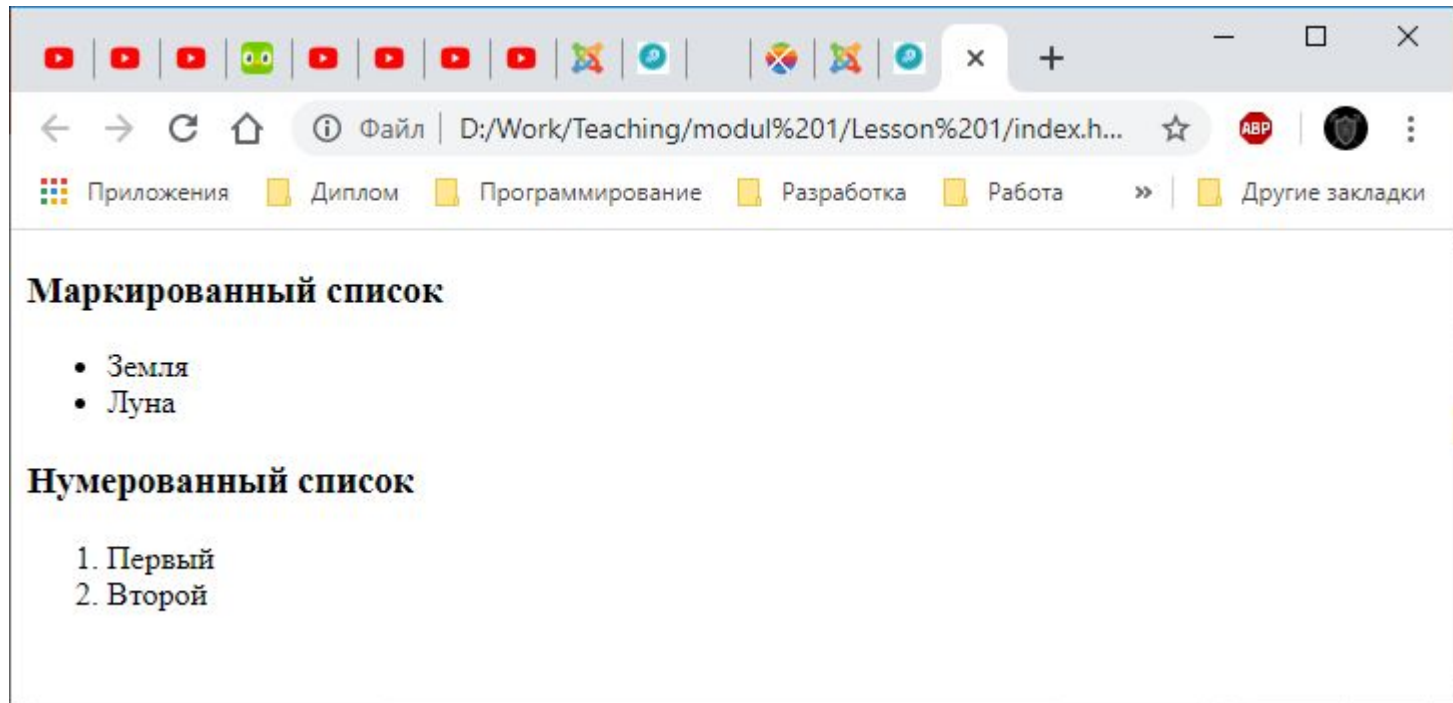 Файл D:/Work/Teaching/modul%201/Lesson%201/index.h... ABP
Приложения Диплом Программирование Разработка Работа » Другие закладки
Маркированный список
• Земля
• Луна
Нумерованный список
1. Первый
2. Второй